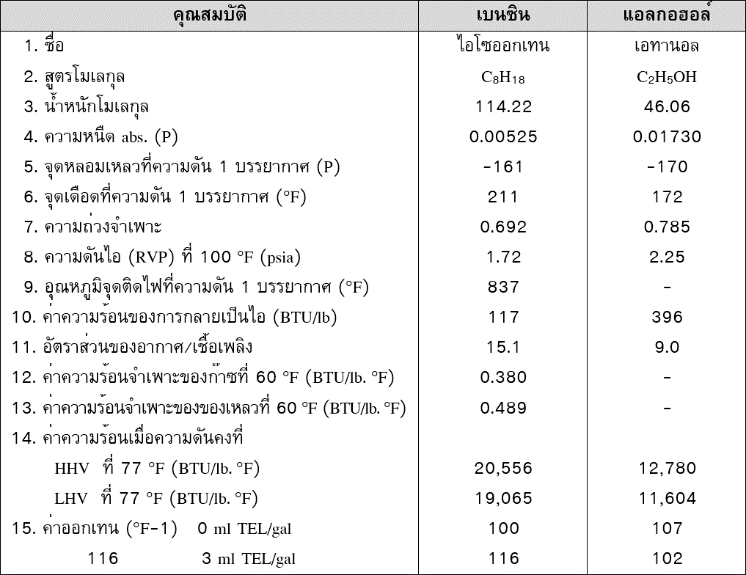 คุณสมบัติ เบนซิน แอลกอฮอล์
1. ชื่อ ไอโซออกเทน เอทานอล
2. สูตรโมเลกุล C8H18 C2H5OH
3. น้ำหนักโมเลกุล 114.22 46.06
4. ความหนืด abs. (P) 0.00525 0.01730
5. จุดหลอมเหลวที่ความดัน 1 บรรยากาศ (P) -161 -170
6. จุดเดือดที่ความดัน 1 บรรยากาศ (°F) 211 172
7. ความถ่วงจำเพาะ 0.692 0.785
8. ความดันไอ (RVP) ที่ 100 °F (psia) 1.72 2.25
9. อุณหภูมิจุดติดไฟที่ความดัน 1 บรรยากาศ (°F) 837 -
10. ค่าความร้อนของการกลายเป็นไอ (BTU/lb) 117 396
11. อัตราส่วนของอากาศ/เชื้อเพลิง 15.1 9.0
12. ค่าความร้อนจำเพาะของก๊าซที่ 60 °F (BTU/lb. °F) 0.380 -
13. ค่าความร้อนจำเพาะของของเหลวที่ 60 °F (BTU/lb. °F) 0.489 -
14. ค่าความร้อนเมื่อความดันคงที่
HHV ที่ 77 °F (BTU/lb. °F) 20,556 12,780
LHV ที่ 77 °F (BTU/lb. °F) 19,065 11,604
15. ค่าออกเทน (°F-1) 0 ml TEL/gal 100 107
116 3 ml TEL/gal 116 102